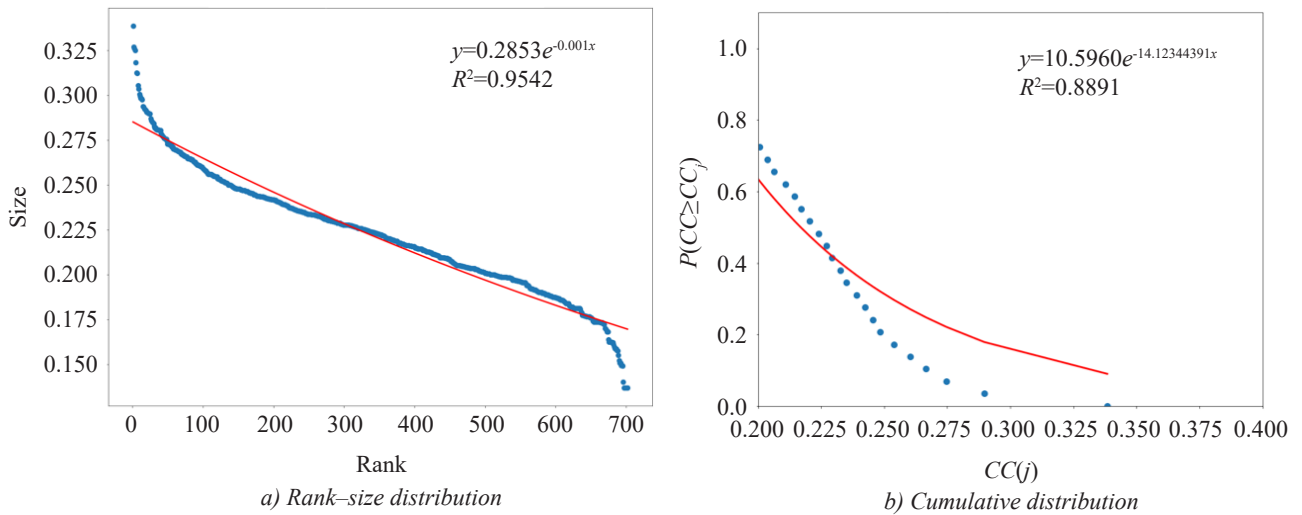 y=0.2853e^-0.001x
R²=0.9542
Size
0.325
0.300
0.275
0.250
0.225
0.200
0.175
0.150
0 100 200 300 400 500 600 700
Rank
a) Rank–size distribution
y=10.5960e^-14.12344391x
R²=0.8891
P(CC≥CC_j)
1.0
0.8
0.6
0.4
0.2
0.0
0.200 0.225 0.250 0.275 0.300 0.325 0.350 0.375 0.400
CC(j)
b) Cumulative distribution